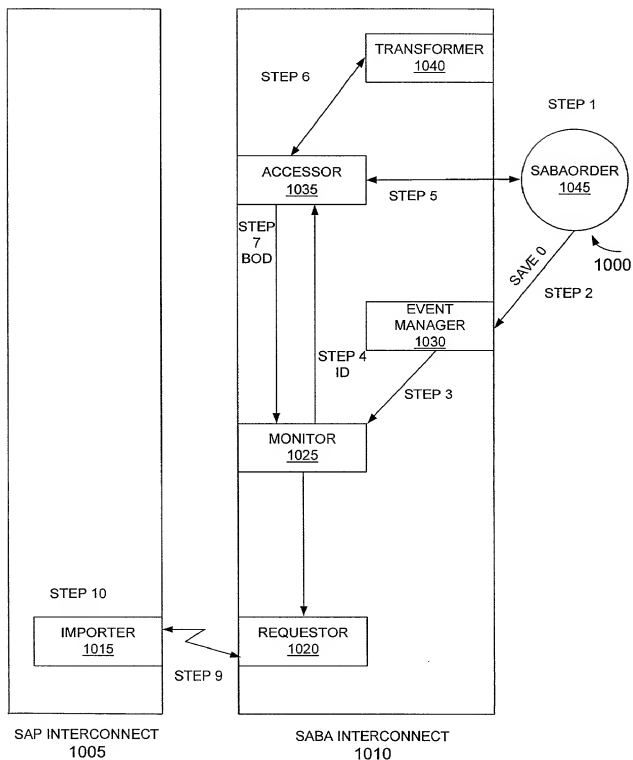 TRANSFORMER
1040
STEP 6
STEP 1
ACCESSOR
1035
SABAORDER
1045
STEP 5
STEP
7
BOD
1000
SAVE 0
STEP 2
EVENT
MANAGER
1030
STEP 4
ID
STEP 3
MONITOR
1025
STEP 10
IMPORTER
1015
REQUESTOR
1020
STEP 9
SAP INTERCONNECT
1005
SABA INTERCONNECT
1010